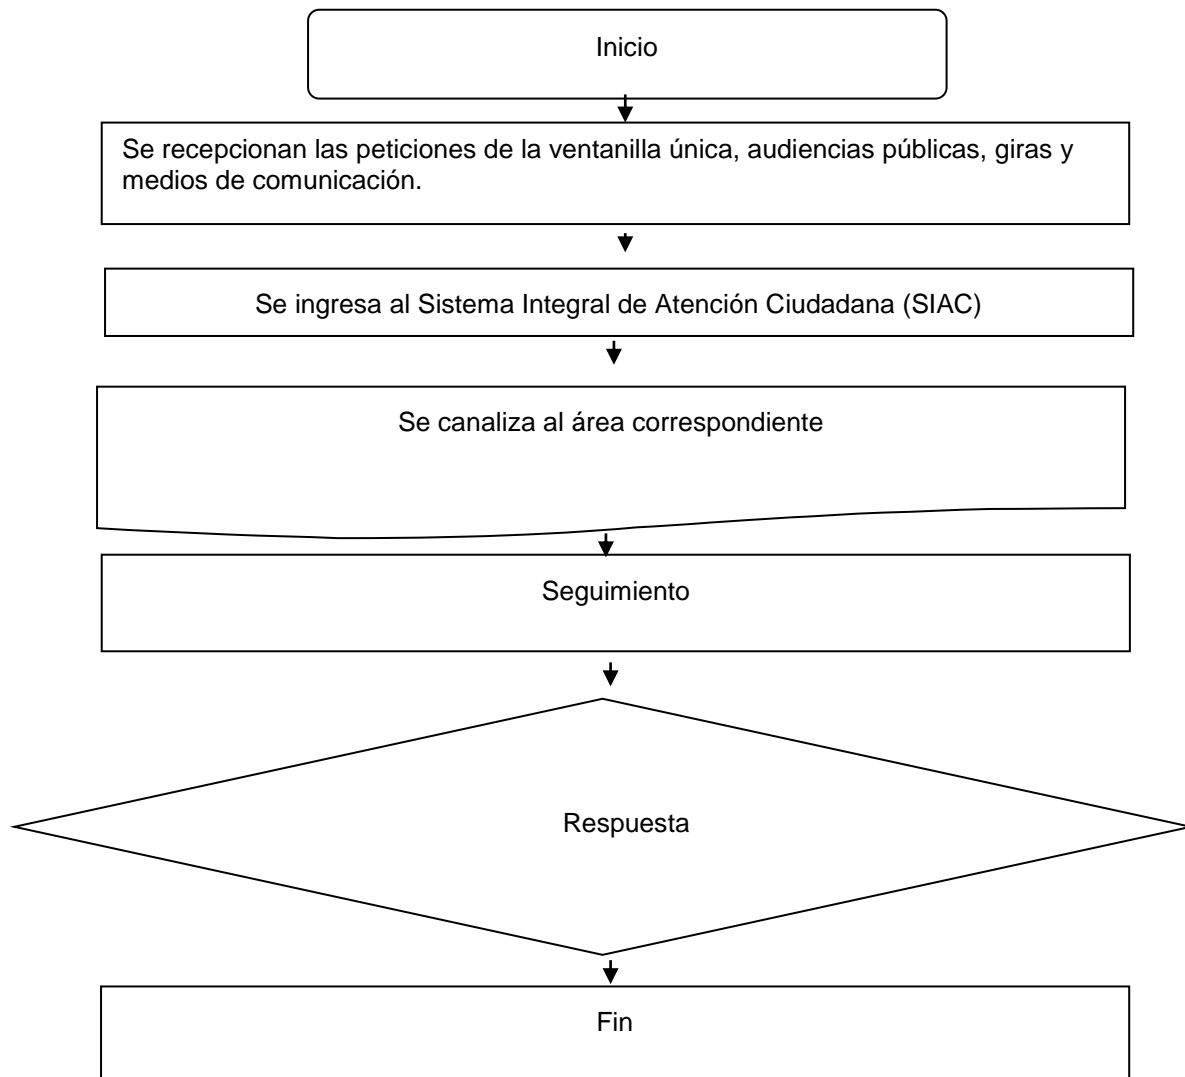 Inicio
Se recepcionan las peticiones de la ventanilla única, audiencias públicas, giras y
medios de comunicación.
Se ingresa al Sistema Integral de Atención Ciudadana (SIAC)
Se canaliza al área correspondiente
Seguimiento
Respuesta
Fin